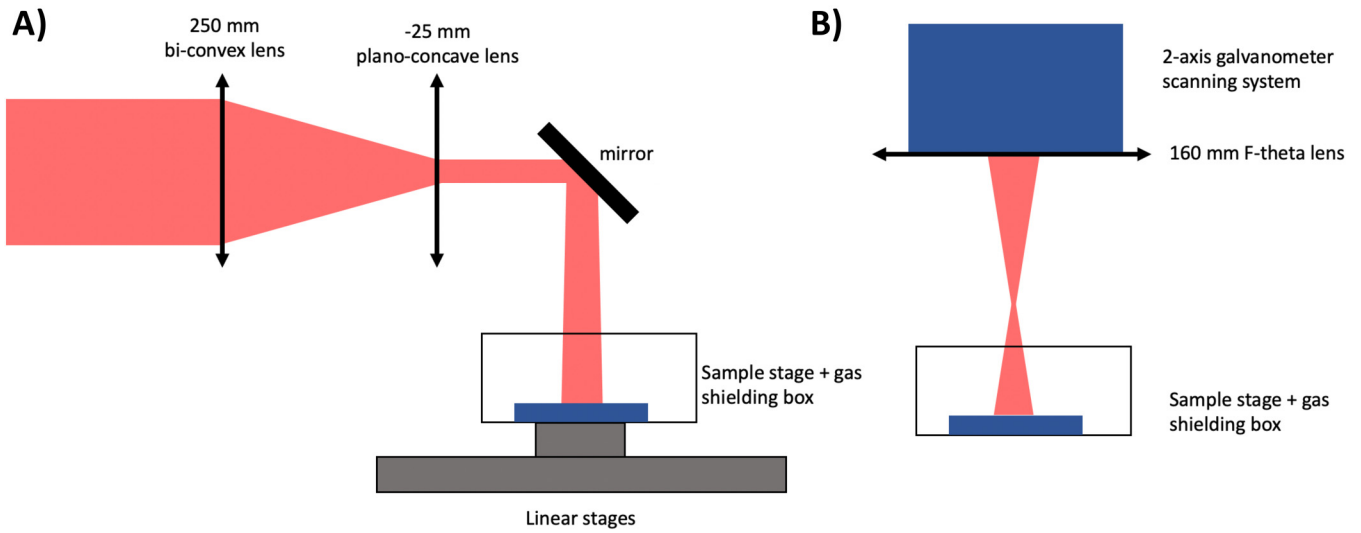 A)
250 mm
bi-convex lens
-25 mm
plano-concave lens
mirror
Sample stage + gas
shielding box
Linear stages
B)
2-axis galvanometer
scanning system
160 mm F-theta lens
Sample stage + gas
shielding box